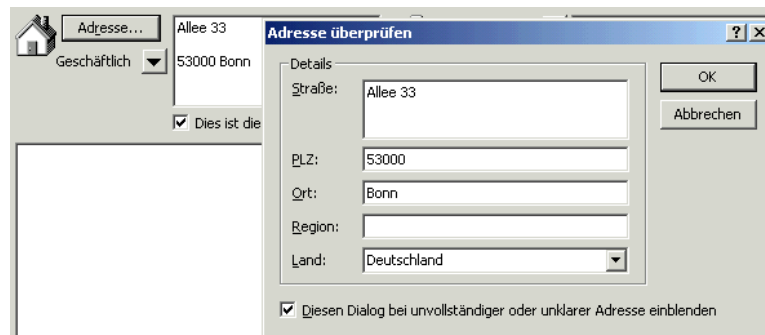 Adresse...
Geschäftlich
Allee 33
53000 Bonn
Dies ist die
Adresse überprüfen
Details
Straße:
Allee 33
PLZ:
53000
Ort:
Bonn
Region:
Land:
Deutschland
Diesen Dialog bei unvollständiger oder unklarer Adresse einblenden
OK
Abbrechen